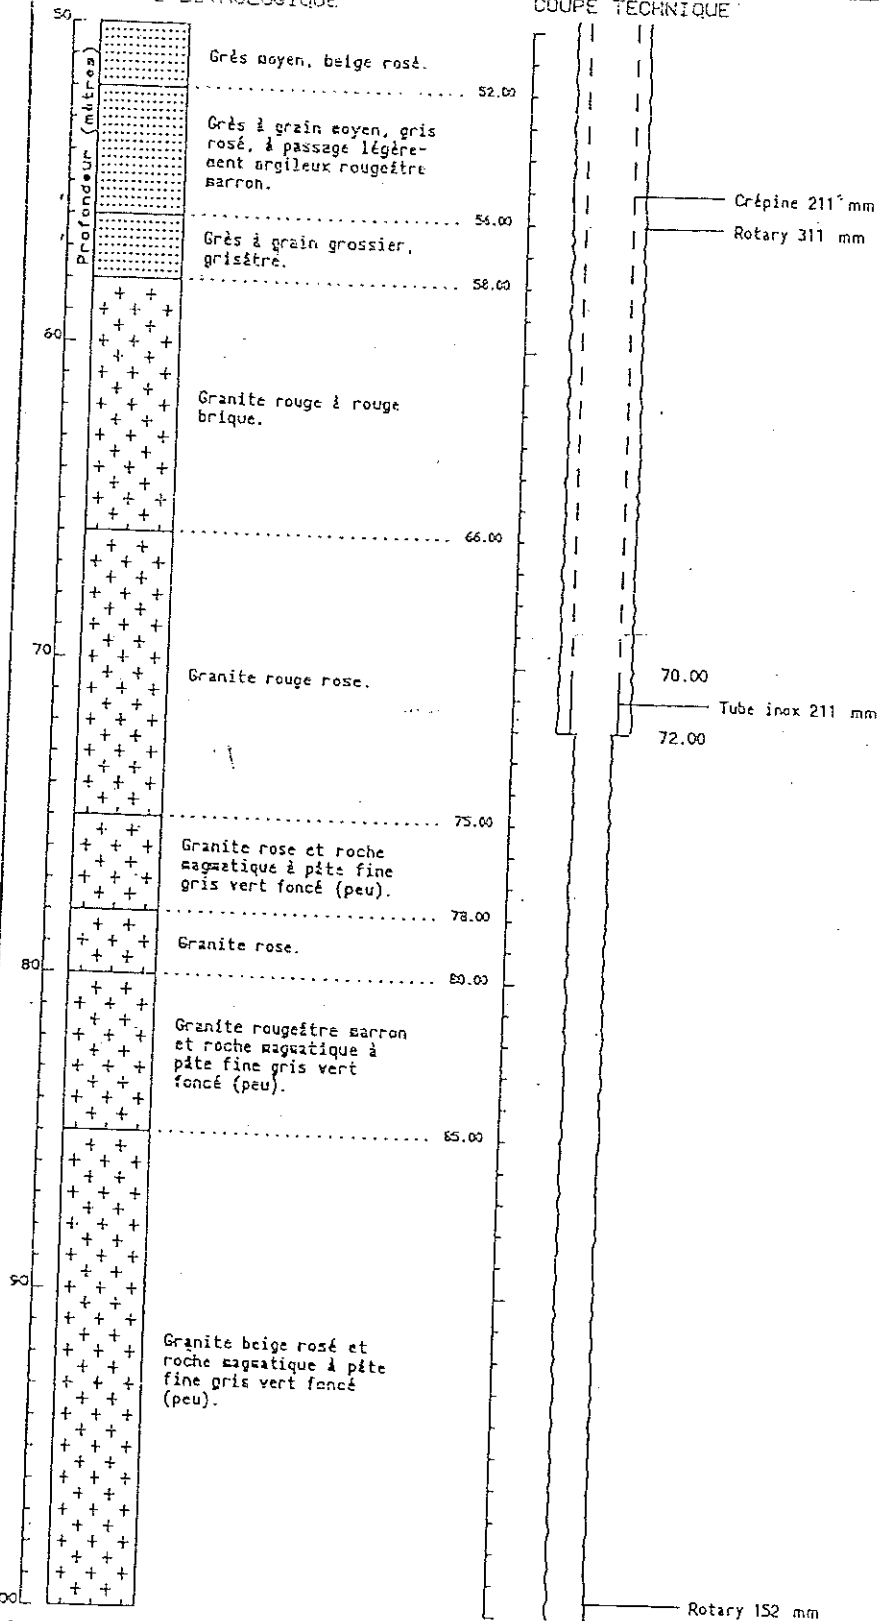 LITHOLOGIQUE
COUPE TECHNIQUE
50
Profondeur (mètres)
Grès moyen, beige rosé.
52.00
Grès à grain moyen, gris
rosé, à passage légère-
ment argileux rougeâtre
marron.
56.00
Grès à grain grossier,
grisâtre.
58.00
Crépine 211 mm
Rotary 311 mm
60
Granite rouge à rouge
brique.
66.00
70
Granite rouge rose.
70.00
Tube inox 211 mm
72.00
75.00
Granite rose et roche
magmatique à pâte fine
gris vert foncé (peu).
78.00
Granite rose.
80
80.00
Granite rougeâtre marron
et roche magmatique à
pâte fine gris vert
foncé (peu).
85.00
90
Granite beige rosé et
roche magmatique à pâte
fine gris vert foncé
(peu).
00
Rotary 152 mm